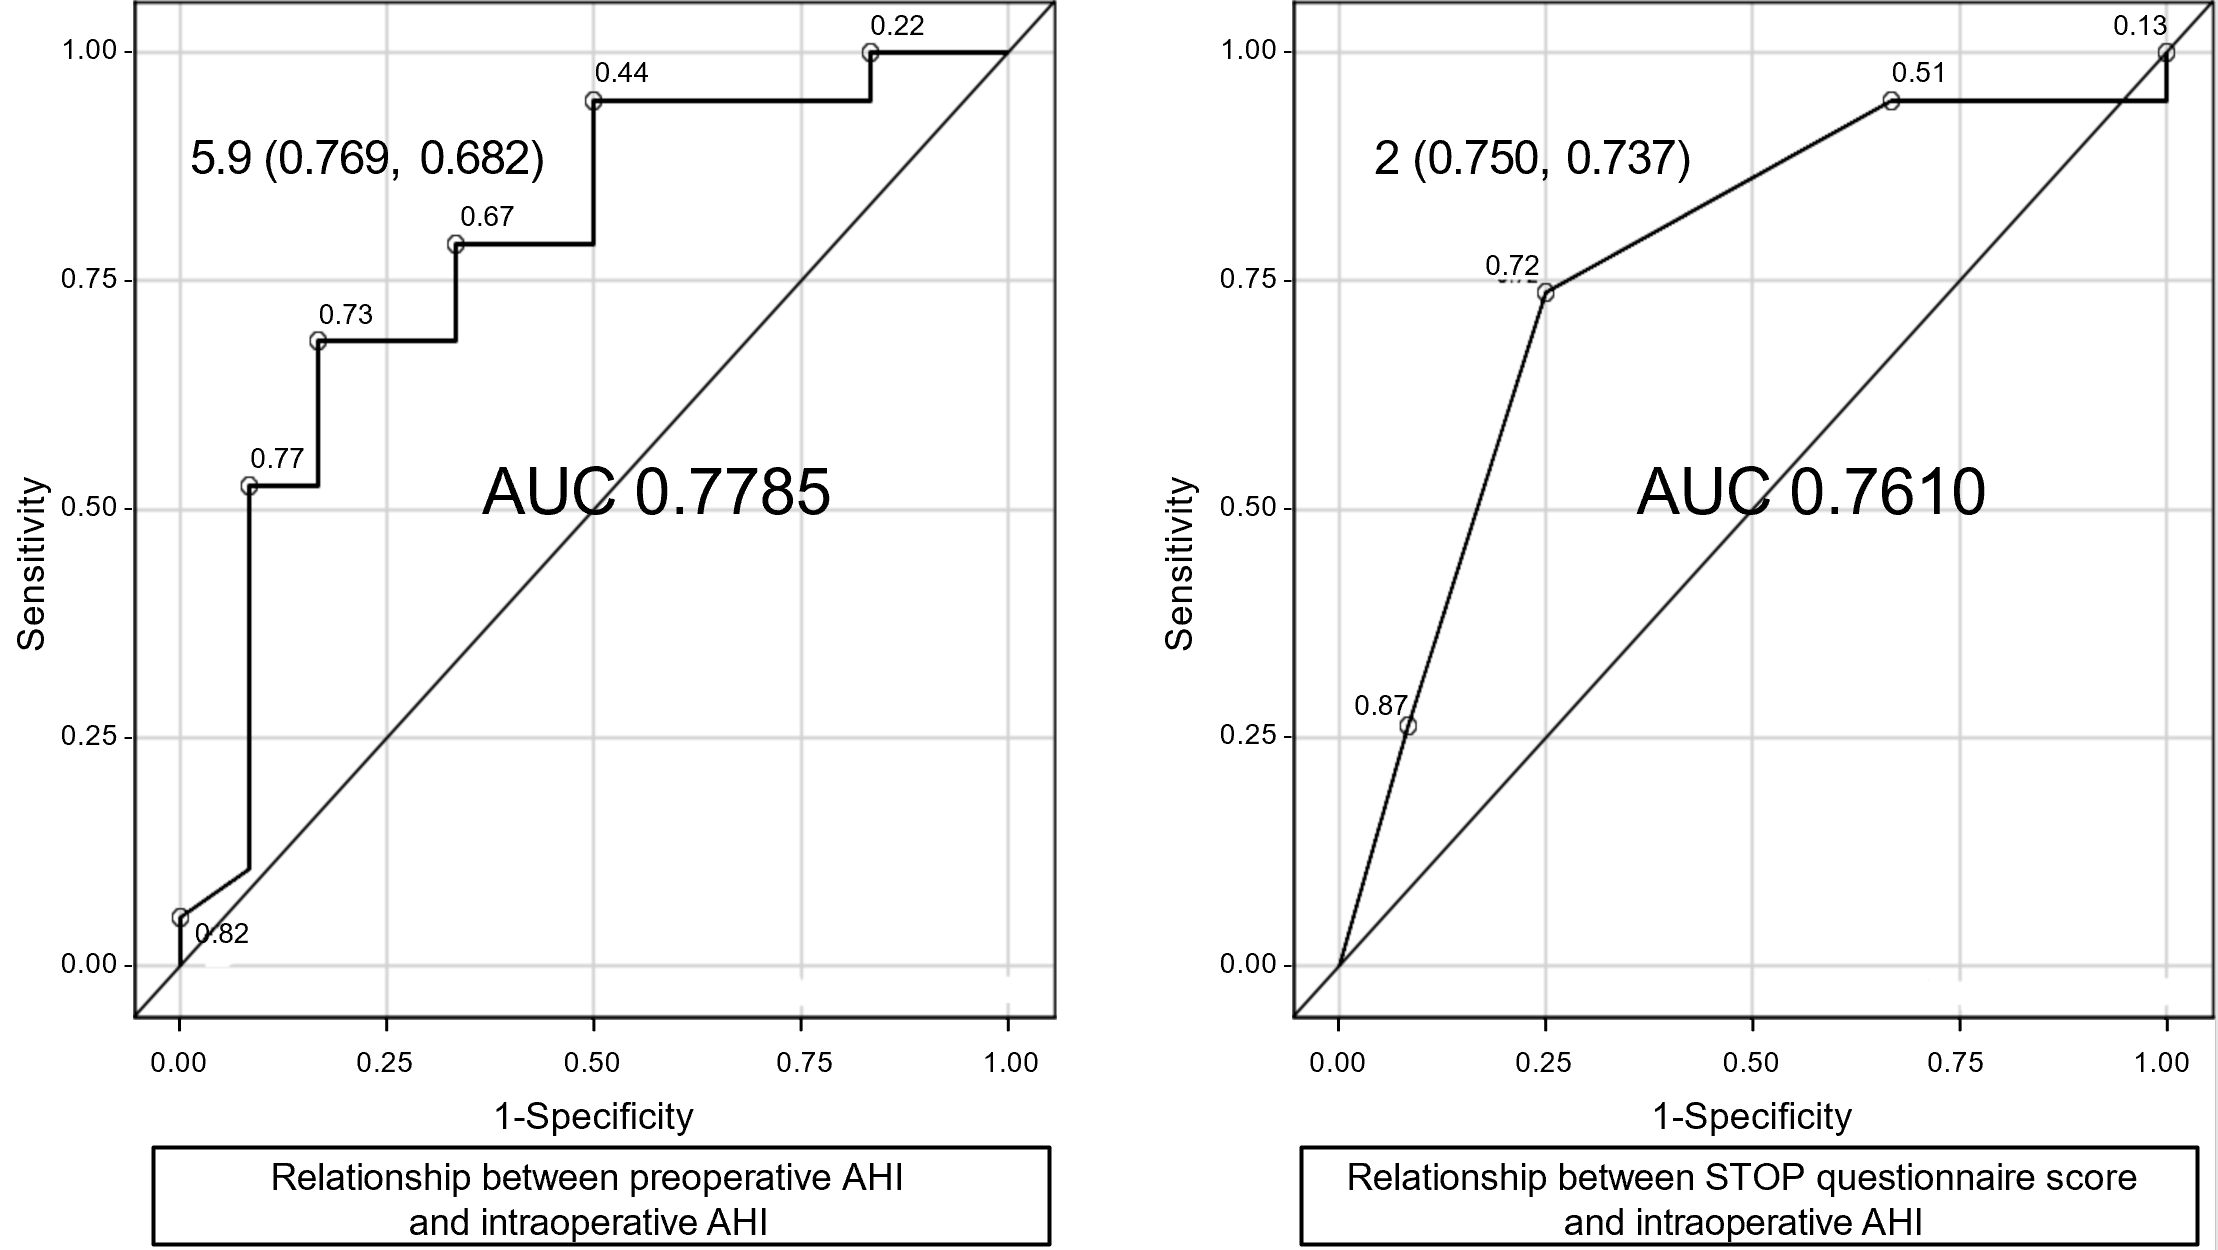 0.22
1.00
0.44
5.9 (0.769, 0.682)
0.67
0.75
0.73
0.77
AUC 0.7785
0.50
Sensitivity
0.25
0.82
0.00
0.00 0.25 0.50 0.75 1.00
1-Specificity
Relationship between preoperative AHI
and intraoperative AHI
0.13
1.00
0.51
2 (0.750, 0.737)
0.72
0.75
AUC 0.7610
0.50
Sensitivity
0.87
0.25
0.00
0.00 0.25 0.50 0.75 1.00
1-Specificity
Relationship between STOP questionnaire score
and intraoperative AHI